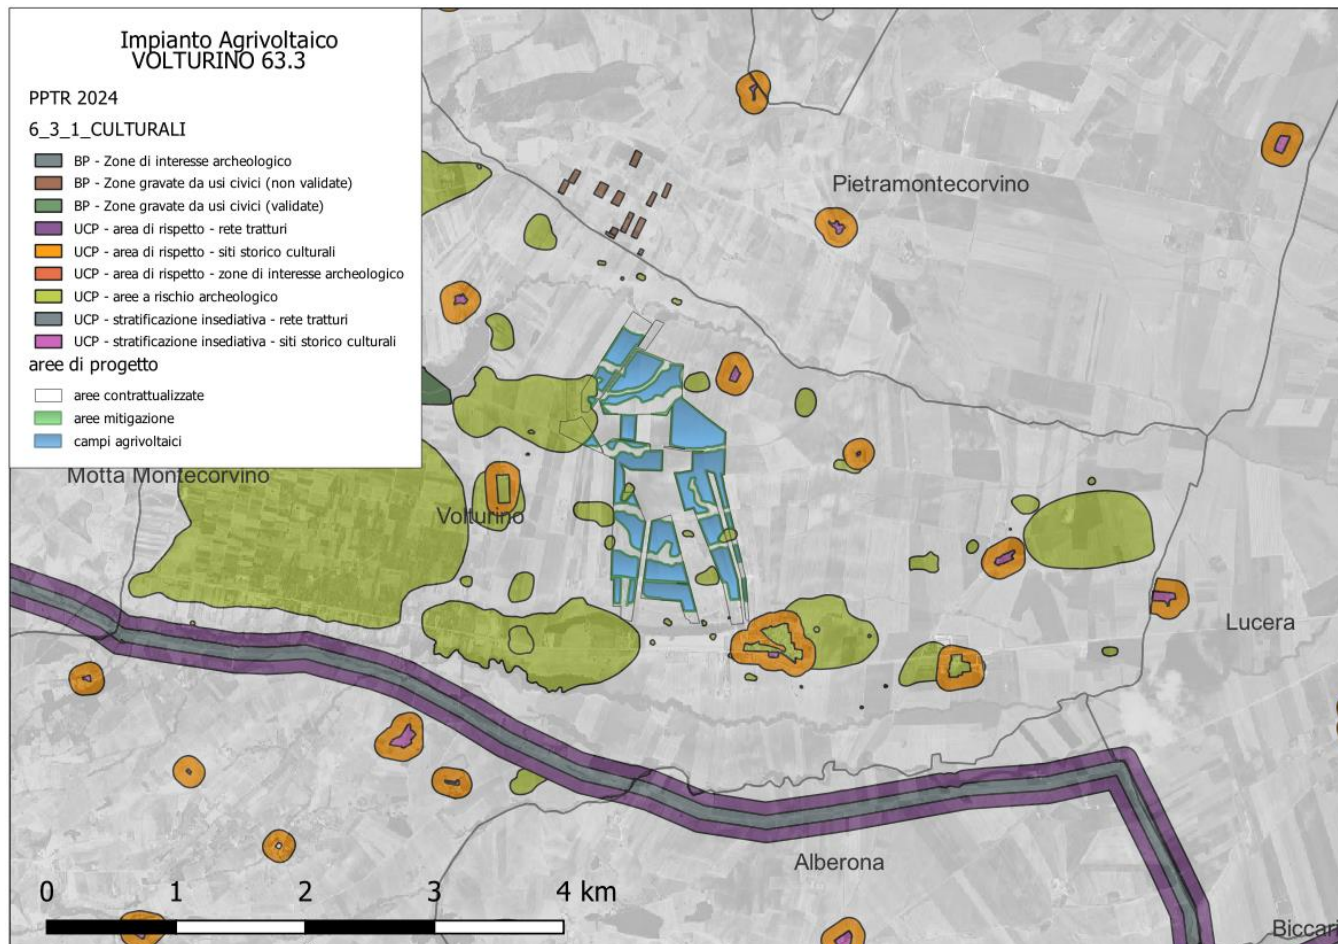 Impianto Agrivoltaico
VOLTURINO 63.3
PPTR 2024
6_3_1_CULTURALI
BP - Zone di interesse archeologico
BP - Zone gravate da usi civici (non validate)
BP - Zone gravate da usi civici (validate)
UCP - area di rispetto - rete tratturi
UCP - area di rispetto - siti storico culturali
UCP - area di rispetto - zone di interesse archeologico
UCP - aree a rischio archeologico
UCP - stratificazione insediativa - rete tratturi
UCP - stratificazione insediativa - siti storico culturali
aree di progetto
aree contrattualizzate
aree mitigazione
campi agrivoltaici
Pietramontecorvino
Motta Montecorvino
Volturino
Lucera
Alberona
0 1 2 3 4 km
Biccari